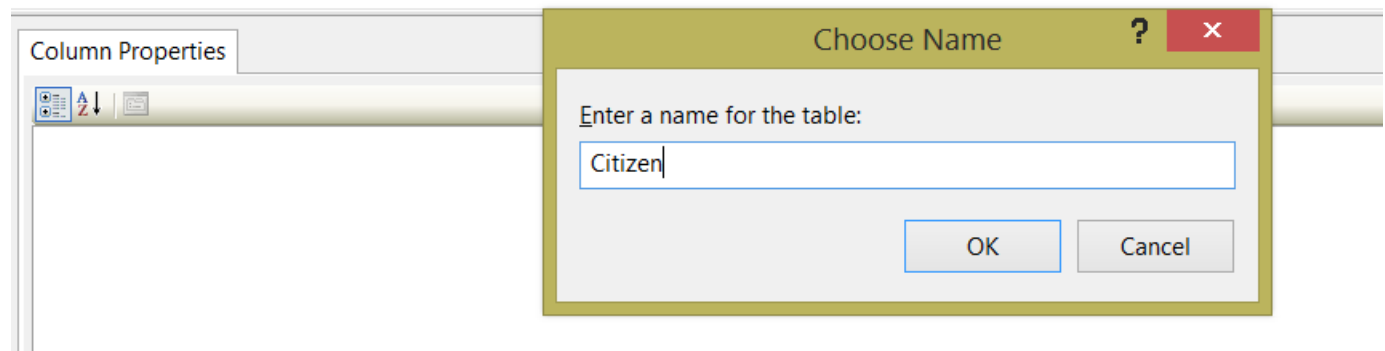 Choose Name
?
Column Properties
Enter a name for the table:
Citizen
OK
Cancel